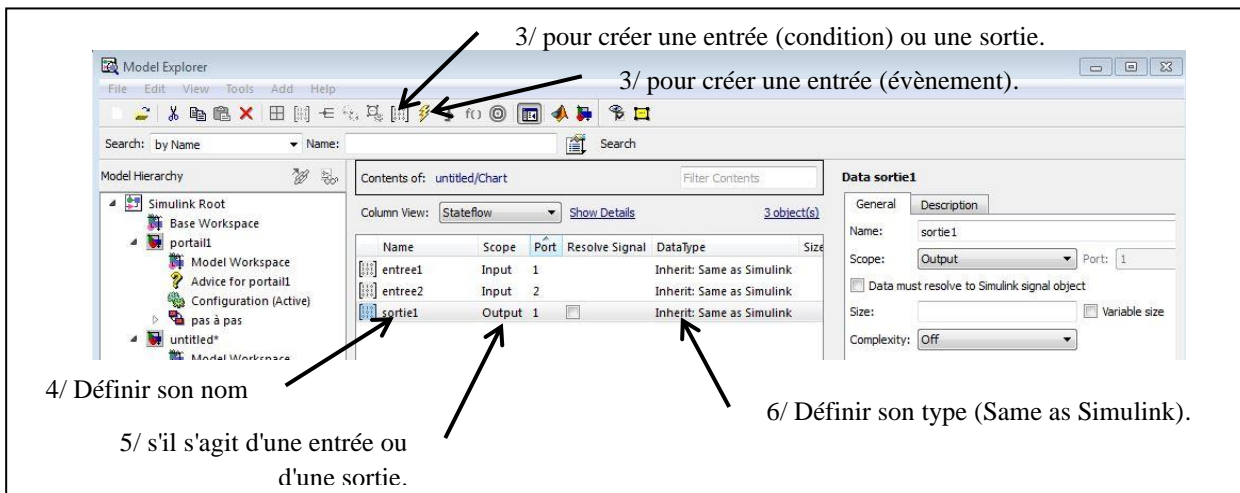 3/ pour créer une entrée (condition) ou une sortie.
Model Explorer
3/ pour créer une entrée (évènement).
File Edit View Tools Add Help
Search: by Name Name: Search
Model Hierarchy
Simulink Root
Base Workspace
portail1
Model Workspace
Advice for portail1
Configuration (Active)
pas à pas
untitled*
Model Workspace
Contents of: untitled/Chart Filter Contents
Column View: Stateflow Show Details 3 object(s)
Name Scope Port Resolve Signal DataType Size
entree1 Input 1 Inherit: Same as Simulink
entree2 Input 2 Inherit: Same as Simulink
sortie1 Output 1 Inherit: Same as Simulink
Data sortie1
General Description
Name: sortie1
Scope: Output Port: 1
Data must resolve to Simulink signal object
Size: Variable size
Complexity: Off
4/ Définir son nom
6/ Définir son type (Same as Simulink).
5/ s'il s'agit d'une entrée ou
d'une sortie.